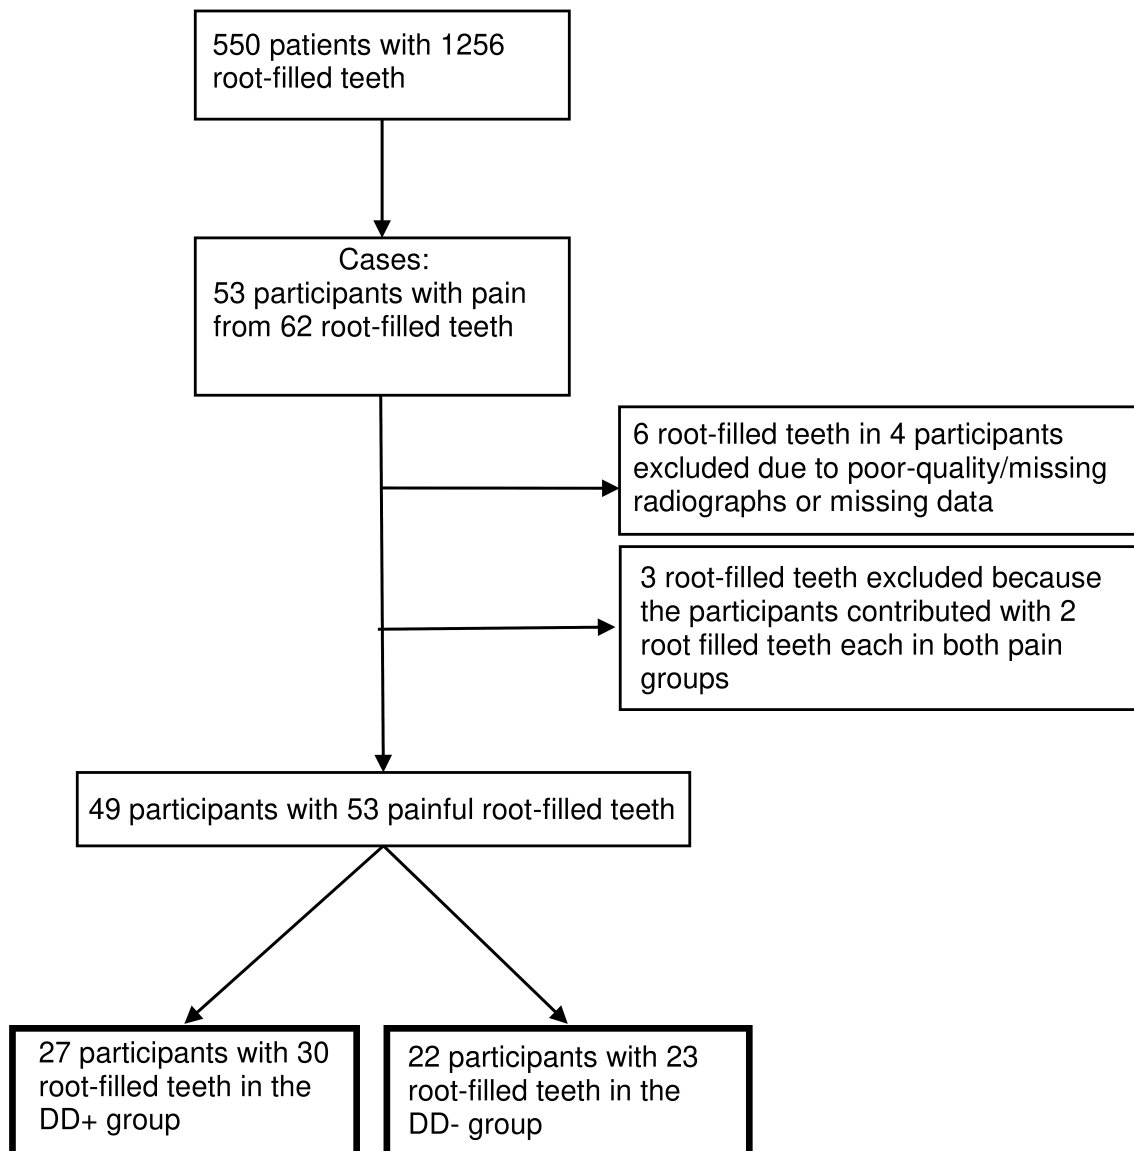 550 patients with 1256
root-filled teeth
Cases:
53 participants with pain
from 62 root-filled teeth
6 root-filled teeth in 4 participants
excluded due to poor-quality/missing
radiographs or missing data
3 root-filled teeth excluded because
the participants contributed with 2
root filled teeth each in both pain
groups
49 participants with 53 painful root-filled teeth
27 participants with 30
root-filled teeth in the
DD+ group
22 participants with 23
root-filled teeth in the
DD- group